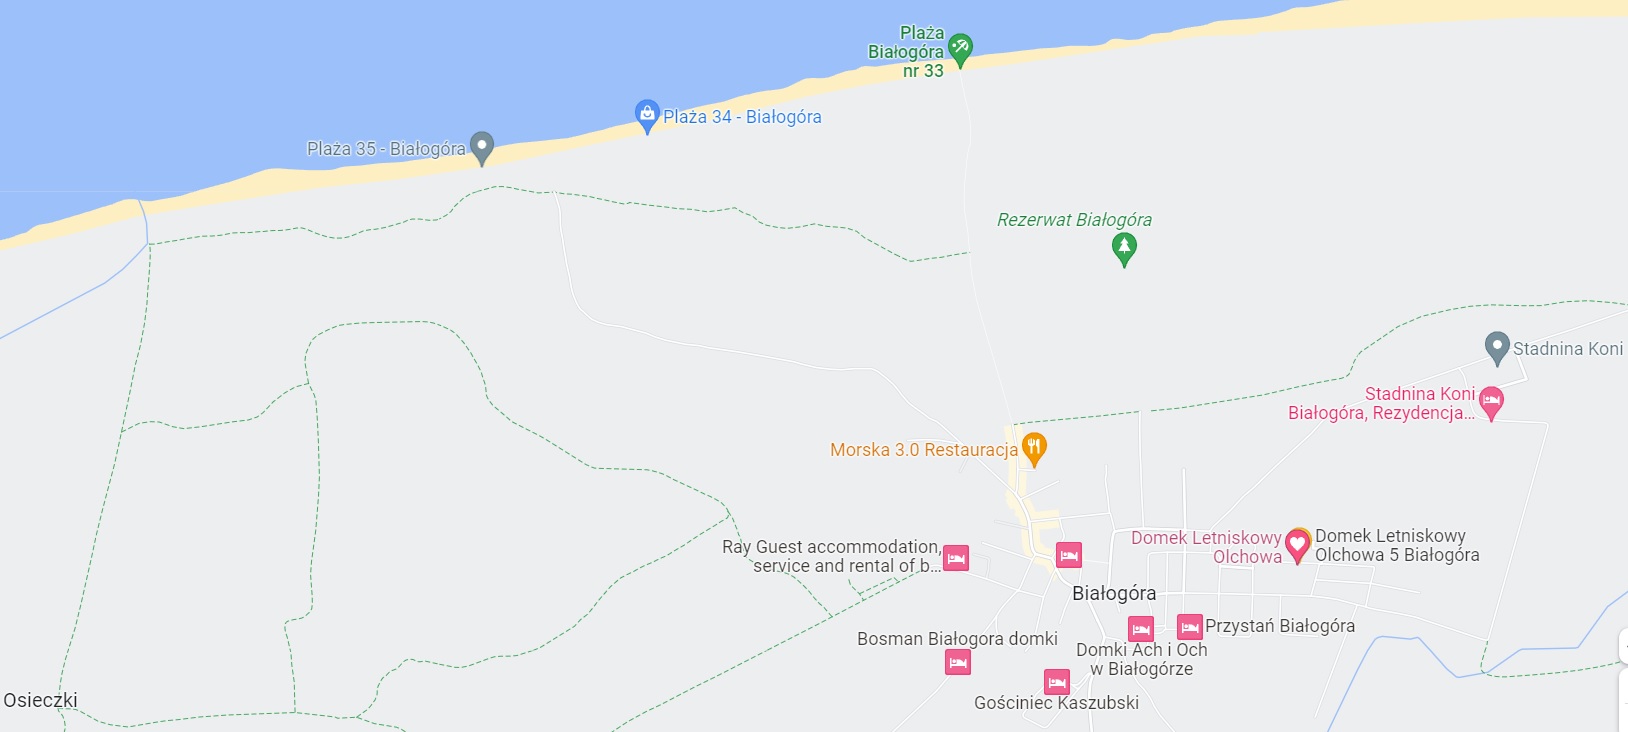 Plaża
Białogóra
nr 33
Plaża 34 - Białogóra
Plaża 35 - Białogóra
Rezerwat Białogóra
Stadnina Koni
Stadnina Koni
Białogóra, Rezydencja...
Morska 3.0 Restauracja
Domek Letniskowy
Olchowa
Domek Letniskowy
Olchowa 5 Białogóra
Ray Guest accommodation,
service and rental of b...
Białogóra
Przystań Białogóra
Bosman Białogora domki
Domki Ach i Och
w Białogórze
Gościniec Kaszubski
Osieczki